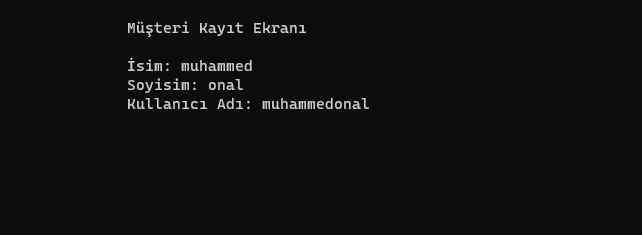 Müşteri Kayıt Ekranı
İsim: muhammed
Soyisim: onal
Kullanıcı Adı: muhammedonal